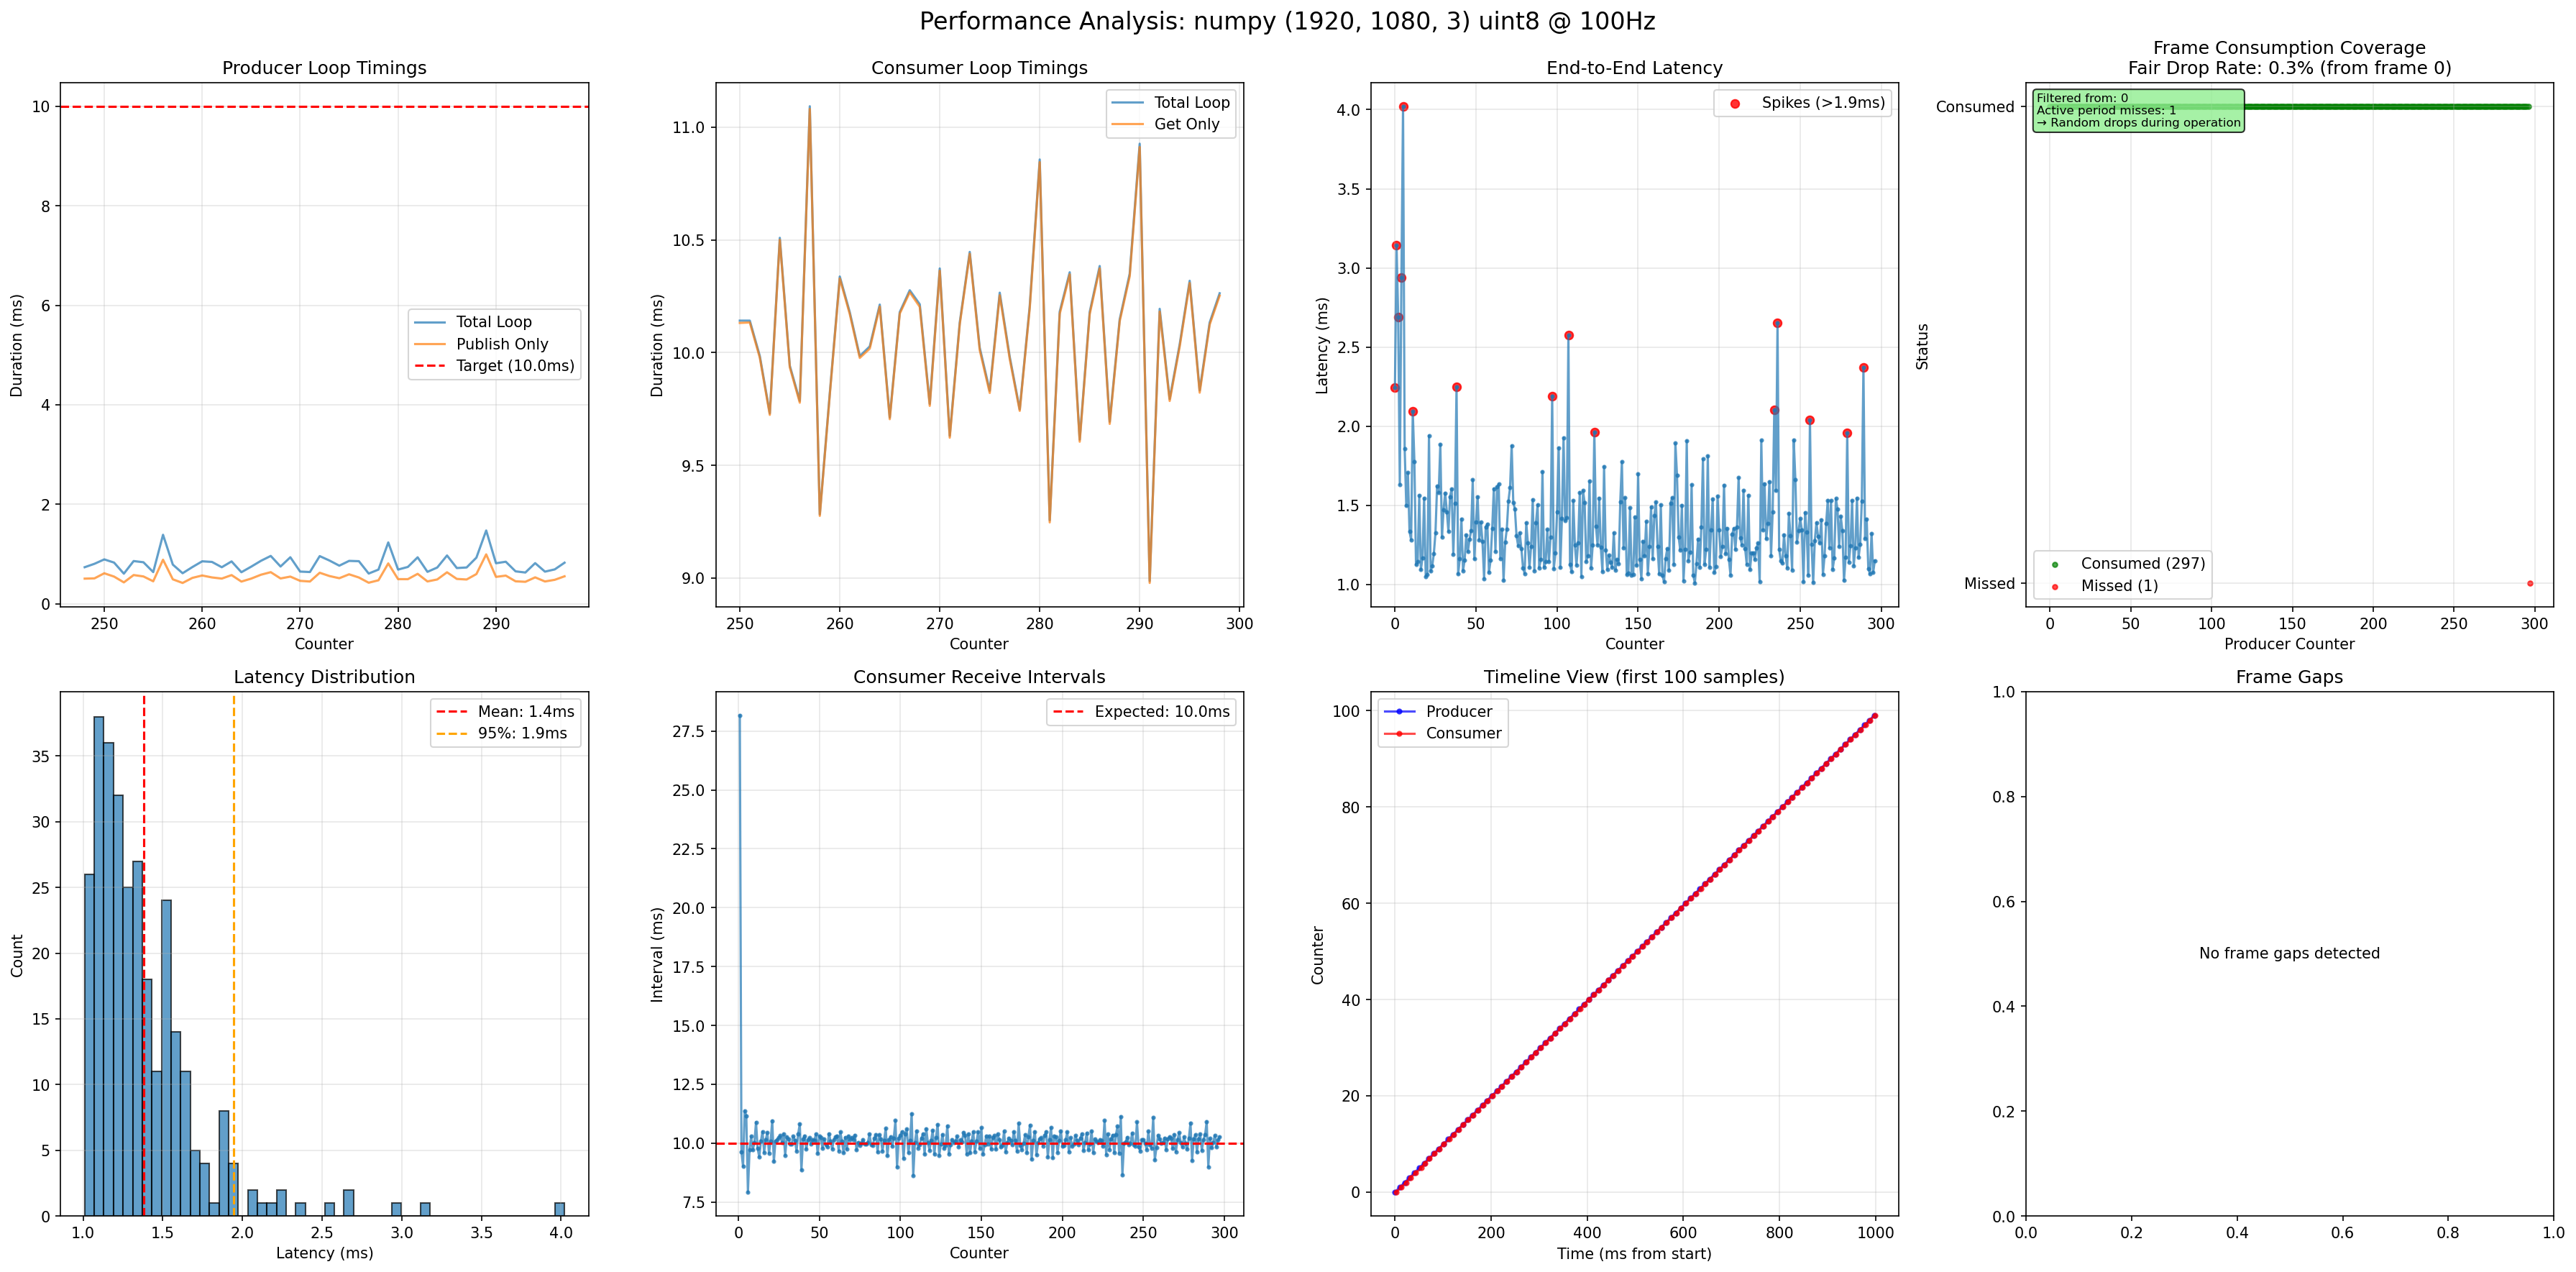 Performance Analysis: numpy (1920, 1080, 3) uint8 @ 100Hz
Producer Loop Timings
10
8
6
4
2
0
Duration (ms)
Total Loop
Publish Only
Target (10.0ms)
250
260
270
280
290
Counter
Consumer Loop Timings
11.0
10.5
10.0
9.5
9.0
Duration (ms)
Total Loop
Get Only
250
260
270
280
290
300
Counter
End-to-End Latency
4.0
3.5
3.0
2.5
2.0
1.5
1.0
Latency (ms)
Spikes (>1.9ms)
0
50
100
150
200
250
300
Counter
Frame Consumption Coverage
Fair Drop Rate: 0.3% (from frame 0)
Consumed
Missed
Status
Filtered from: 0
Active period misses: 1
→ Random drops during operation
Consumed (297)
Missed (1)
0
50
100
150
200
250
300
Producer Counter
Latency Distribution
35
30
25
20
15
10
5
0
Count
Mean: 1.4ms
95%: 1.9ms
1.0
1.5
2.0
2.5
3.0
3.5
4.0
Latency (ms)
Consumer Receive Intervals
27.5
25.0
22.5
20.0
17.5
15.0
12.5
10.0
7.5
Interval (ms)
Expected: 10.0ms
0
50
100
150
200
250
300
Counter
Timeline View (first 100 samples)
100
80
60
40
20
0
Counter
Producer
Consumer
0
200
400
600
800
1000
Time (ms from start)
Frame Gaps
1.0
0.8
0.6
0.4
0.2
0.0
No frame gaps detected
0.0
0.2
0.4
0.6
0.8
1.0